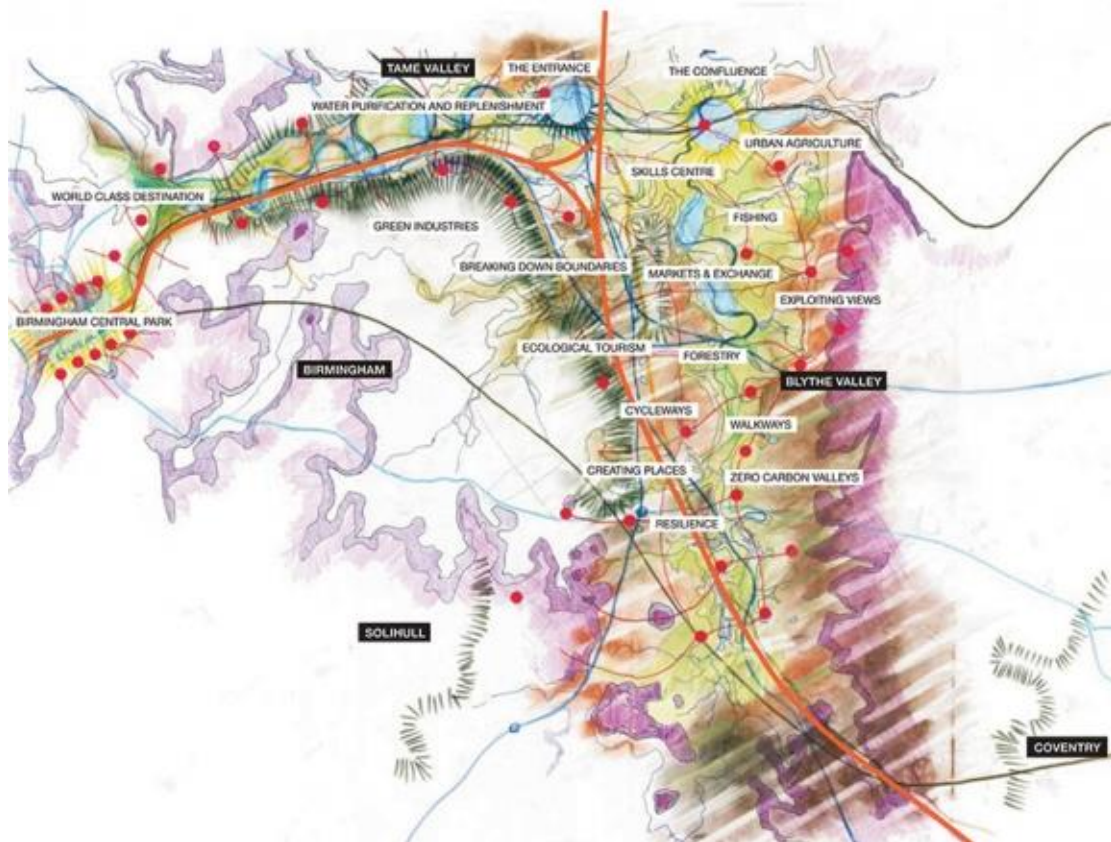 TAME VALLEY
THE ENTRANCE
THE CONFLUENCE
WATER PURIFICATION AND REPLENISHMENT
URBAN AGRICULTURE
SKILLS CENTRE
WORLD CLASS DESTINATION
FISHING
GREEN INDUSTRIES
BREAKING DOWN BOUNDARIES
MARKETS & EXCHANGE
EXPLOITING VIEWS
BIRMINGHAM CENTRAL PARK
ECOLOGICAL TOURISM
FORESTRY
BIRMINGHAM
BLYTHE VALLEY
CYCLEWAYS
WALKWAYS
CREATING PLACES
ZERO CARBON VALLEYS
RESILIENCE
SOLIHULL
COVENTRY